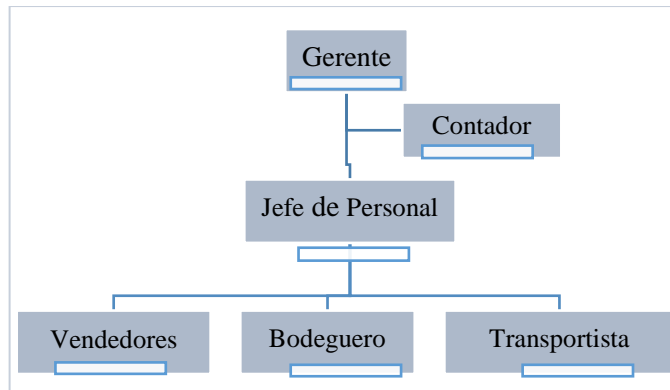 Gerente
Contador
Jefe de Personal
Vendedores
Bodeguero
Transportista